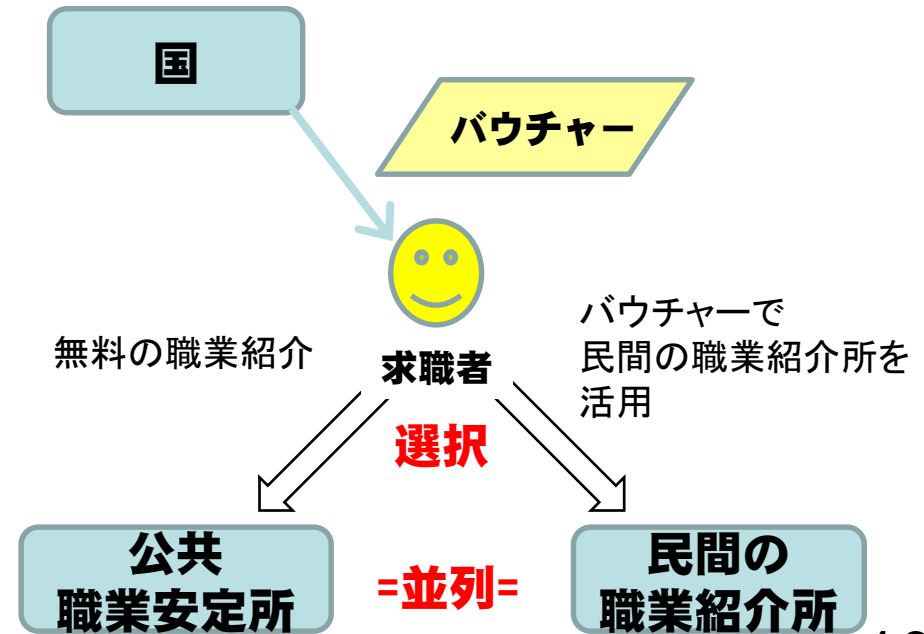 国
バウチャー
無料の職業紹介
求職者
バウチャーで
民間の職業紹介所を
活用
選択
公共
職業安定所
=並列=
民間の
職業紹介所